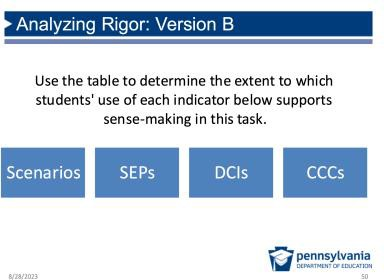 Analyzing Rigor: Version B
Use the table to determine the extent to which
students' use of each indicator below supports
sense-making in this task.
Scenarios
SEPs
DCIs
CCCs
pennsylvania
DEPARTMENT OF EDUCATION
8/28/2023
50